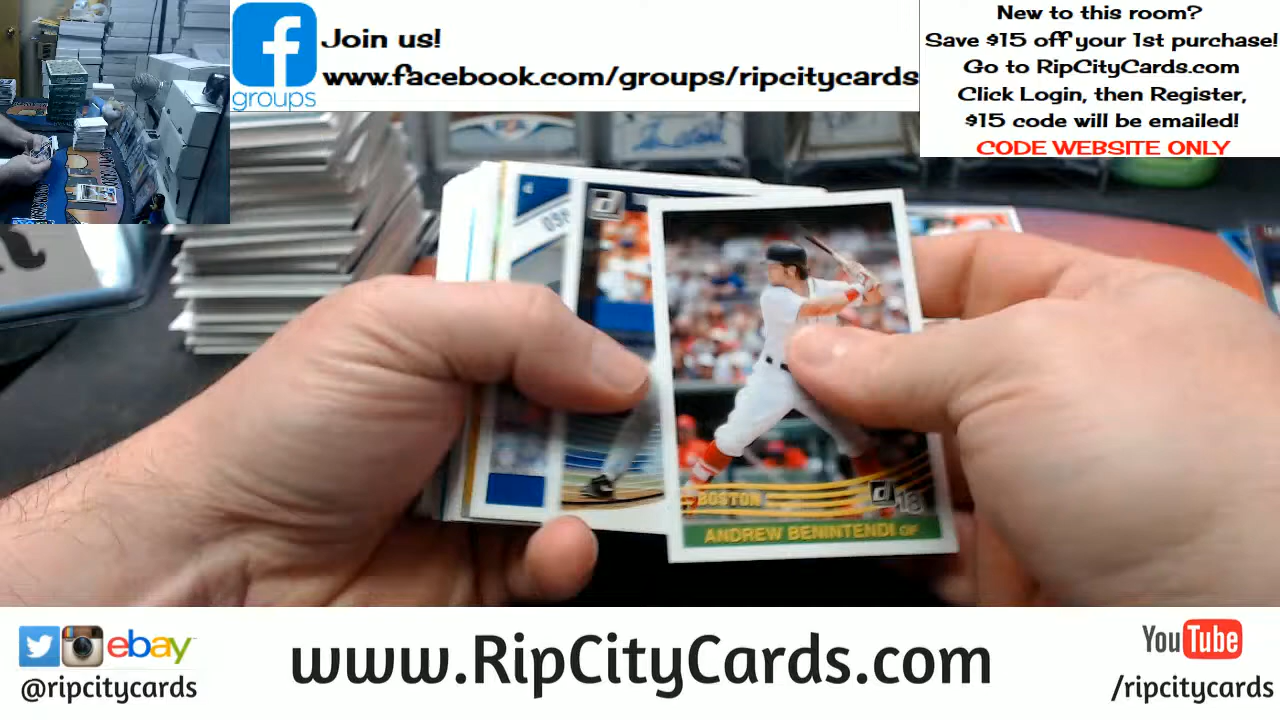 Join us!
www.facebook.com/groups/ripcitycards
groups
New to this room?
Save $15 off your 1st purchase!
Go to RipCityCards.com
Click Login, then Register,
$15 code will be emailed!
CODE WEBSITE ONLY
BOSTON
18
ANDREW BENINTENDI OF
ebay
@ripcitycards
www.RipCityCards.com
YouTube
/ripcitycards